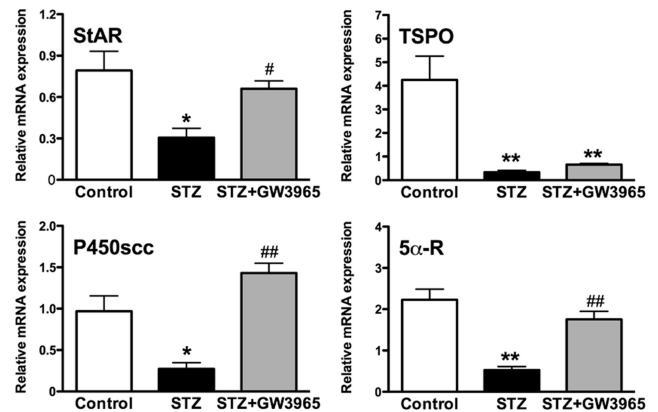 StAR
Relative mRNA expression
1.2
0.9
0.6
0.3
0
*
#
Control STZ STZ+GW3965
TSPO
Relative mRNA expression
7
6
5
4
3
2
1
0
**
**
Control STZ STZ+GW3965
P450scc
Relative mRNA expression
2.0
1.5
1.0
0.5
0
*
##
Control STZ STZ+GW3965
5α-R
Relative mRNA expression
4
3
2
1
0
**
##
Control STZ STZ+GW3965